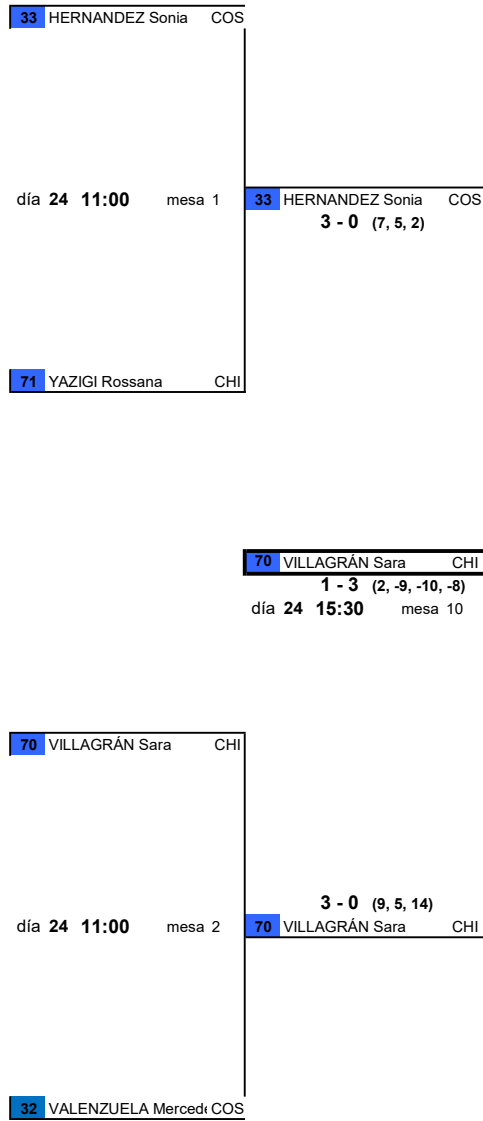 33 HERNANDEZ Sonia COS
día 24 11:00 mesa 1
33 HERNANDEZ Sonia COS
3 - 0 (7, 5, 2)
71 YAZIGI Rossana CHI
70 VILLAGRÁN Sara CHI
1 - 3 (2, -9, -10, -8)
día 24 15:30 mesa 10
70 VILLAGRÁN Sara CHI
3 - 0 (9, 5, 14)
día 24 11:00 mesa 2
70 VILLAGRÁN Sara CHI
32 VALENZUELA Mercede COS